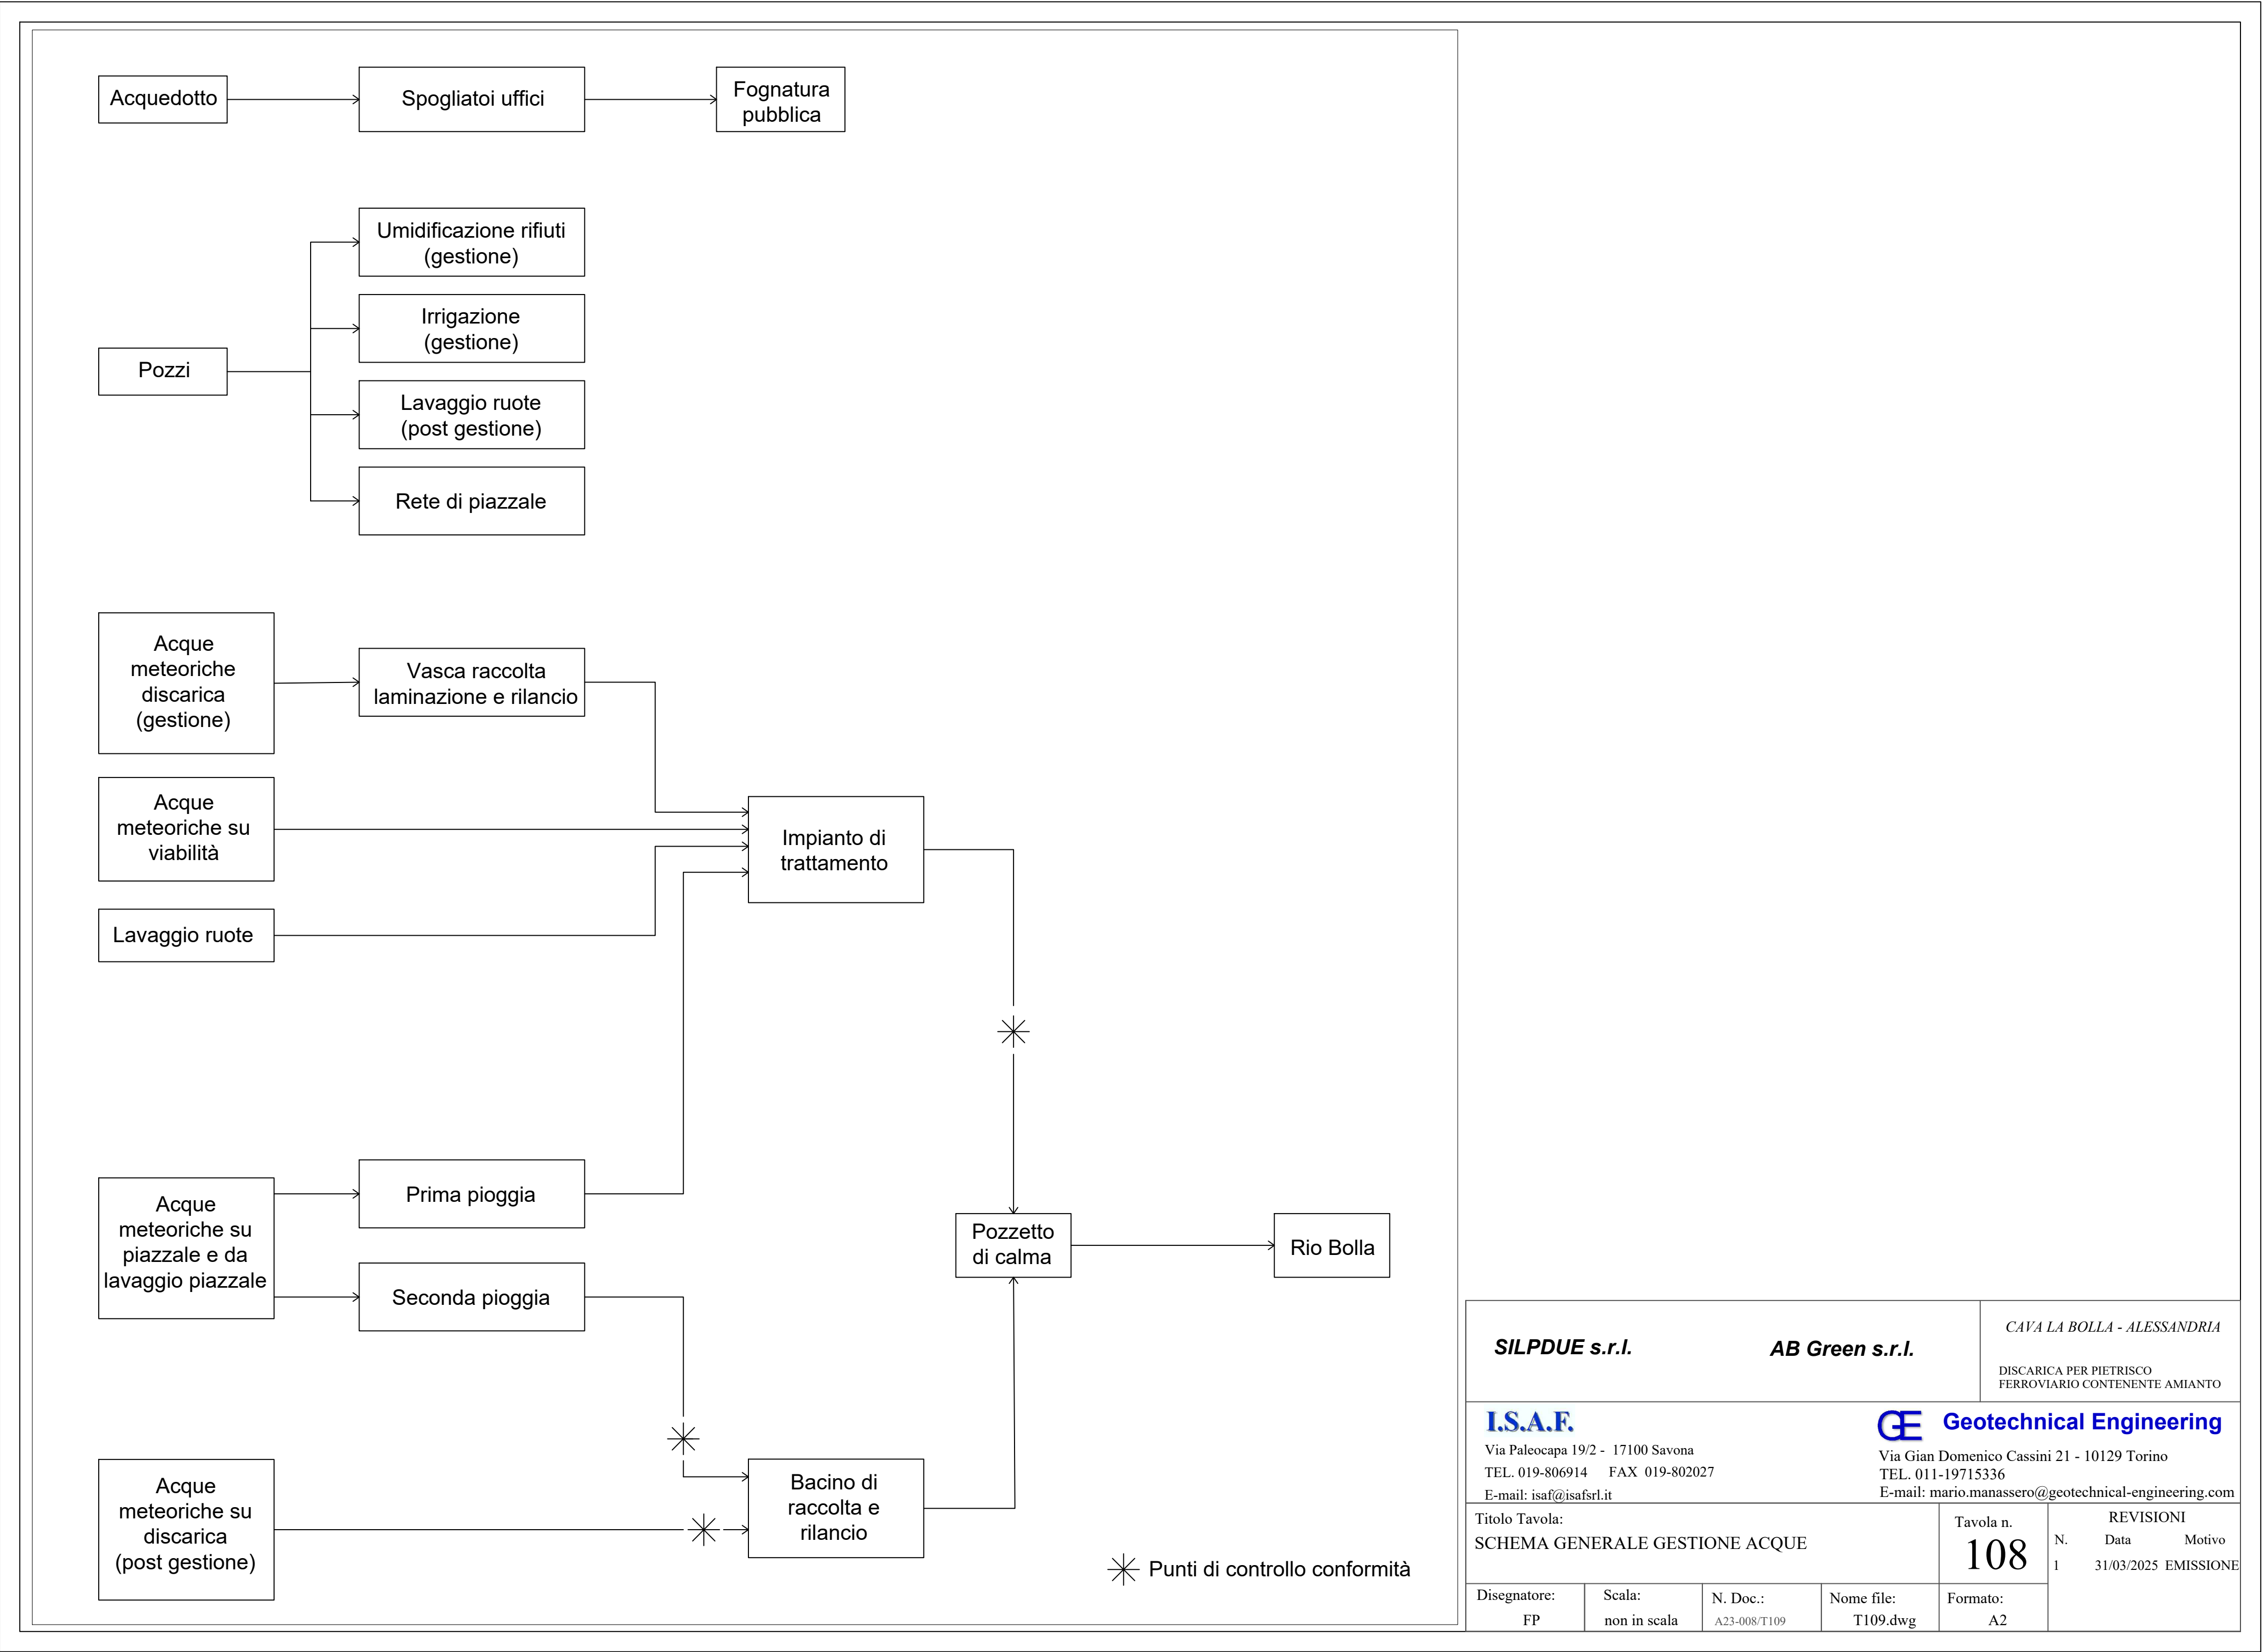 Acquedotto
Spogliatoi uffici
Fognatura
pubblica
Umidificazione rifiuti
(gestione)
Irrigazione
(gestione)
Pozzi
Lavaggio ruote
(post gestione)
Rete di piazzale
Acque
meteoriche
discarica
(gestione)
Vasca raccolta
laminazione e rilancio
Acque
meteoriche su
viabilità
Impianto di
trattamento
Lavaggio ruote
Acque
meteoriche su
piazzale e da
lavaggio piazzale
Prima pioggia
Seconda pioggia
Pozzetto
di calma
Rio Bolla
Acque
meteoriche su
discarica
(post gestione)
Bacino di
raccolta e
rilancio
Punti di controllo conformità
SILPDUE s.r.l.
AB Green s.r.l.
CAVA LA BOLLA - ALESSANDRIA
DISCARICA PER PIETRISCO
FERROVIARIO CONTENENTE AMIANTO
I.S.A.F.
Via Paleocapa 19/2 - 17100 Savona
TEL. 019-806914 FAX 019-802027
E-mail: isaf@isafsrl.it
GE Geotechnical Engineering
Via Gian Domenico Cassini 21 - 10129 Torino
TEL. 011-19715336
E-mail: mario.manassero@geotechnical-engineering.com
Titolo Tavola:
SCHEMA GENERALE GESTIONE ACQUE
Tavola n.
108
REVISIONI
N. Data Motivo
1 31/03/2025 EMISSIONE
Disegnatore:
FP
Scala:
non in scala
N. Doc.:
A23-008/T109
Nome file:
T109.dwg
Formato:
A2